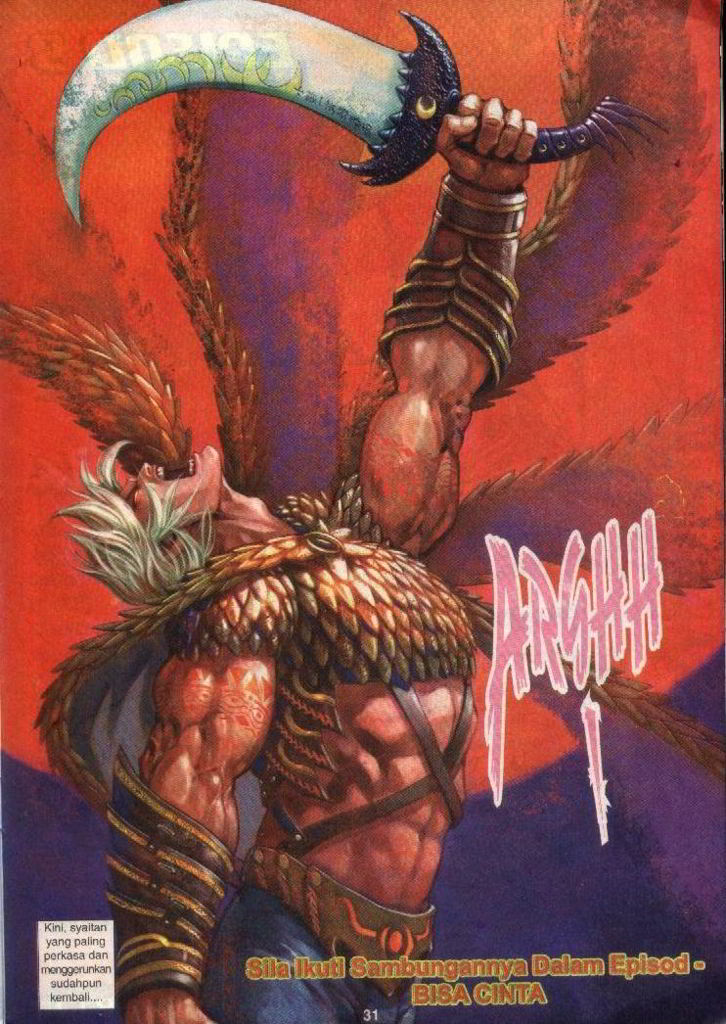 ARGHH!
Kini, syaitan
yang paling
perkasa dan
menggerunkan
sudahpun
kembali....
Sila Ikuti Sambungannya Dalam Episod -
BISA CINTA
31